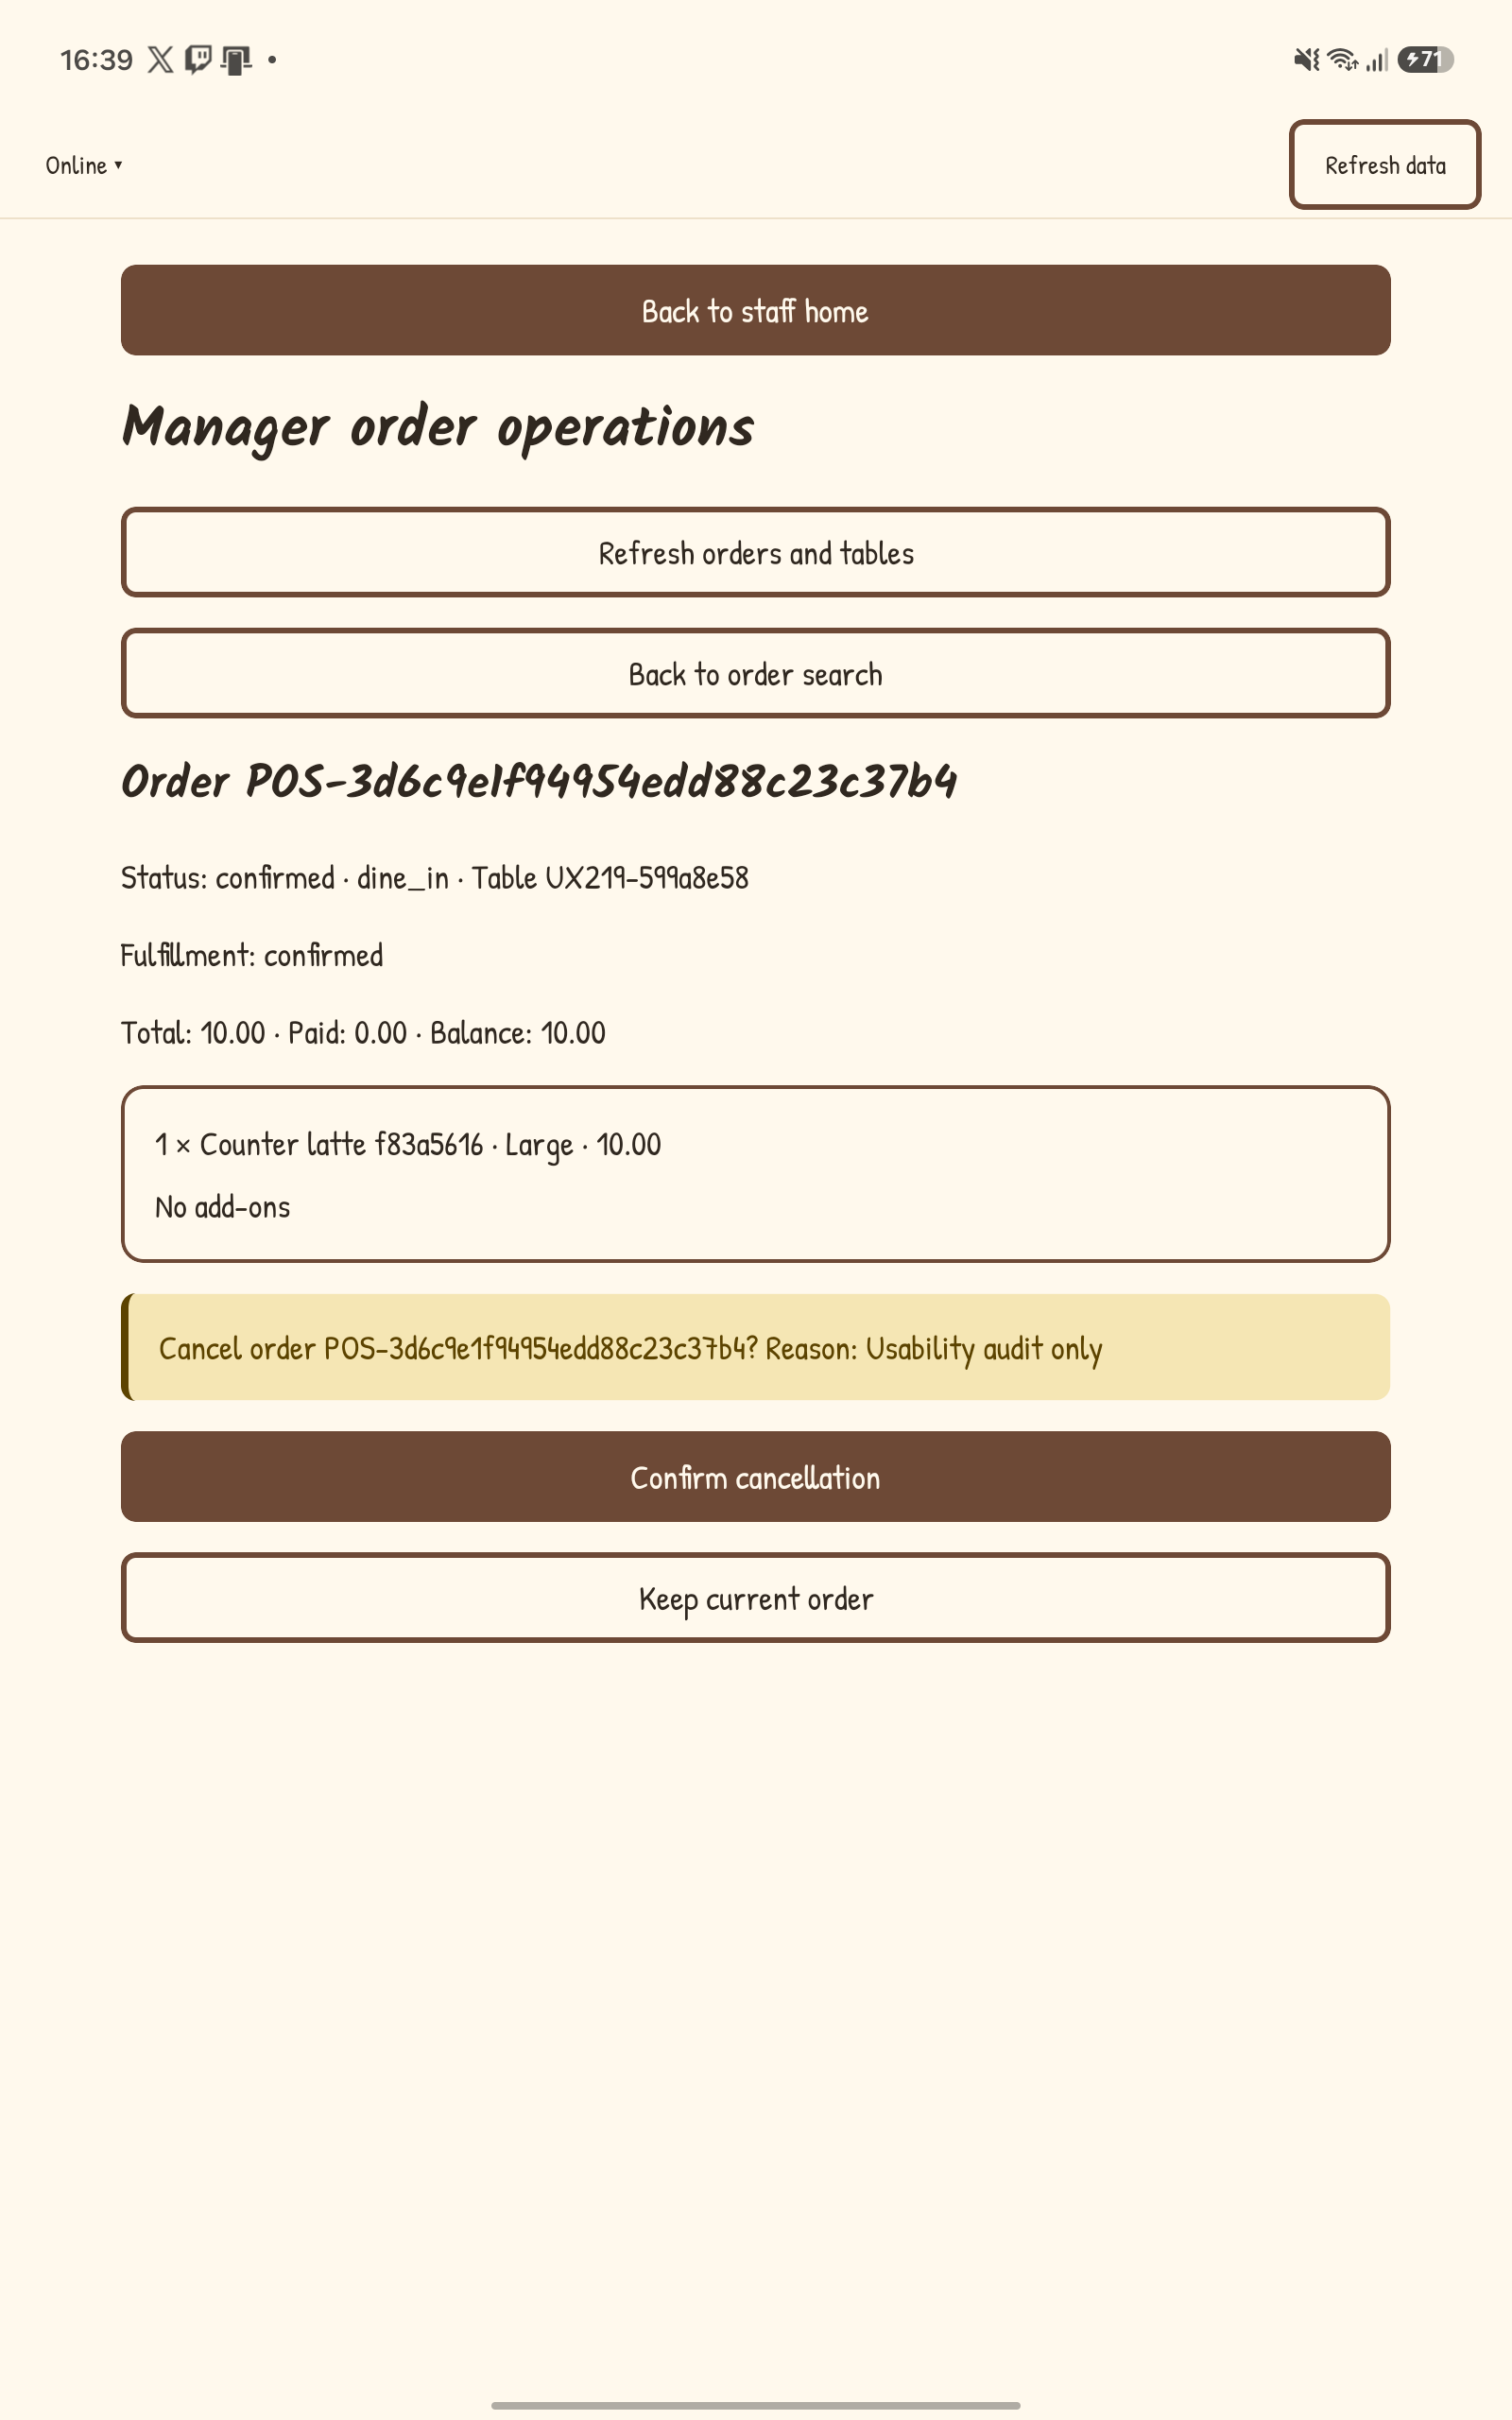 16:39
71
Online ▾
Refresh data
Back to staff home
Manager order operations
Refresh orders and tables
Back to order search
Order POS-3d6c9e1f94954edd88c23c37b4
Status: confirmed · dine_in · Table UX219-599a8e58
Fulfillment: confirmed
Total: 10.00 · Paid: 0.00 · Balance: 10.00
1 × Counter latte f83a5616 · Large · 10.00
No add-ons
Cancel order POS-3d6c9e1f94954edd88c23c37b4? Reason: Usability audit only
Confirm cancellation
Keep current order